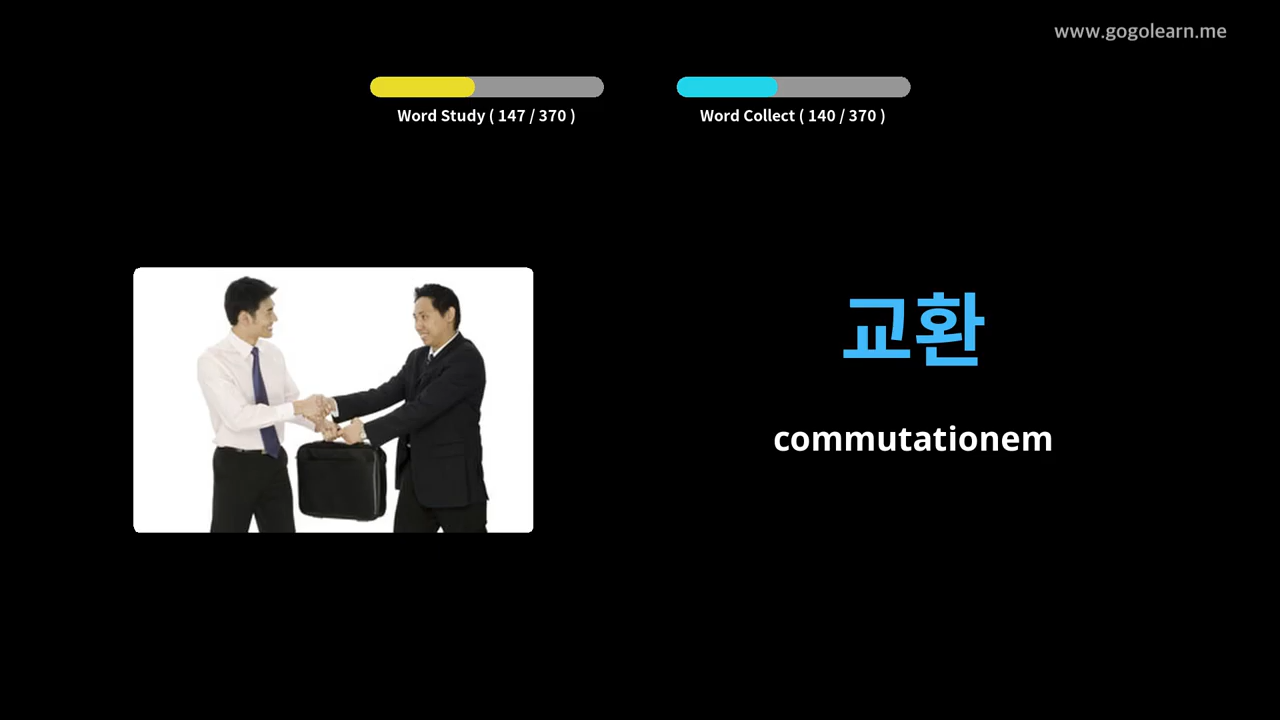 www.gogolearn.me
Word Study ( 147 / 370 )
Word Collect ( 140 / 370 )
교환
commutationem